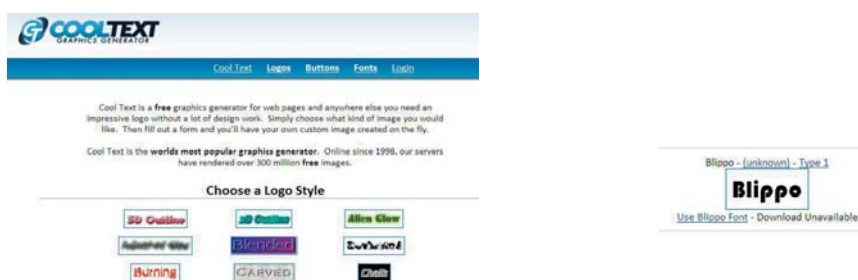 COOLTEXT
GRAPHICS GENERATOR
Cool Text Logos Buttons Fonts Login
Cool Text is a free graphics generator for web pages and anywhere else you need an
impressive logo without a lot of design work. Simply choose what kind of image you would
like. Then fill out a form and you'll have your own custom image created on the fly.
Cool Text is the worlds most popular graphics generator. Online since 1998, our servers
have rendered over 300 million free images.
Choose a Logo Style
3D Outline 3D Outline Alien Glow
Blended
Burning CARVED Chalk
Blippo - (unknown) - Type 1
Blippo
Use Blippo Font - Download Unavailable